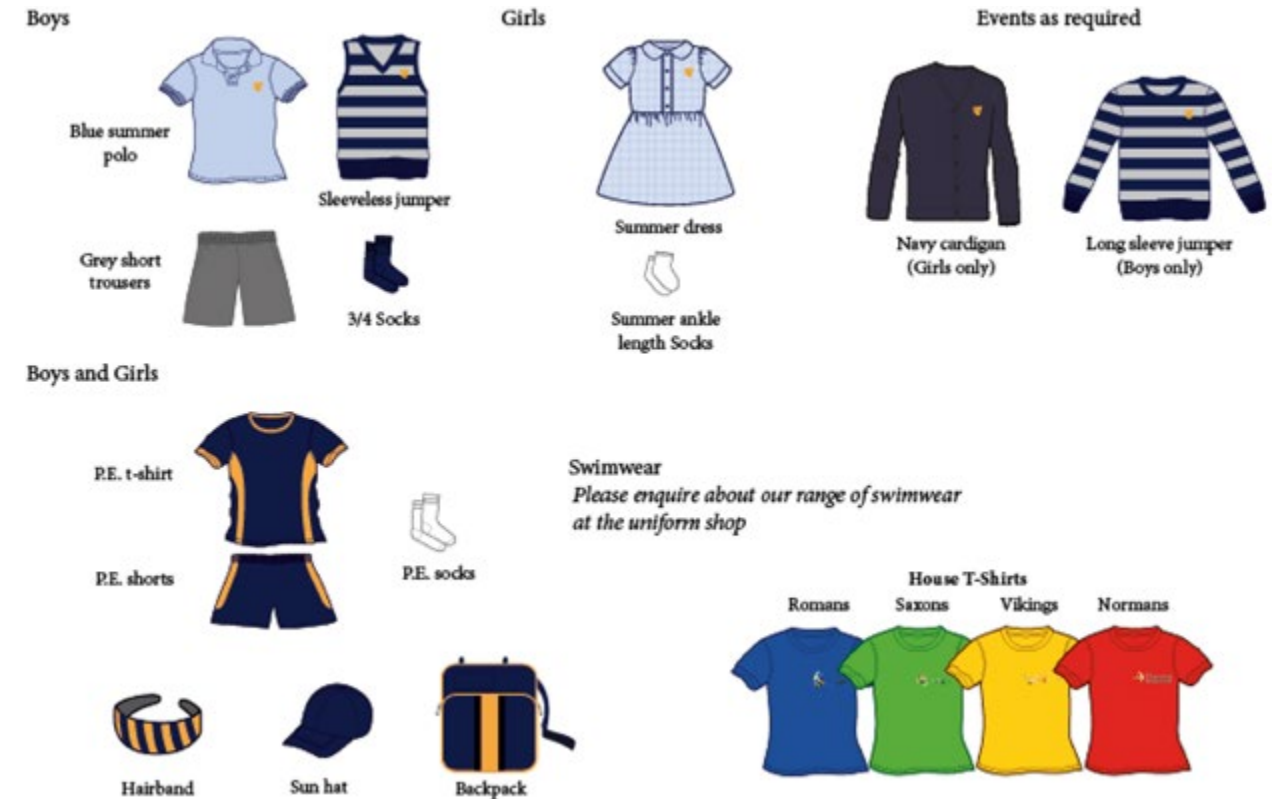 Boys
Girls
Events as required
Blue summer
polo
Sleeveless jumper
Summer dress
Navy cardigan
(Girls only)
Long sleeve jumper
(Boys only)
Grey short
trousers
3/4 Socks
Summer ankle
length Socks
Boys and Girls
P.E. t-shirt
P.E. socks
P.E. shorts
Swimwear
Please enquire about our range of swimwear
at the uniform shop
House T-Shirts
Romans
Saxons
Vikings
Normans
Hairband
Sun hat
Backpack